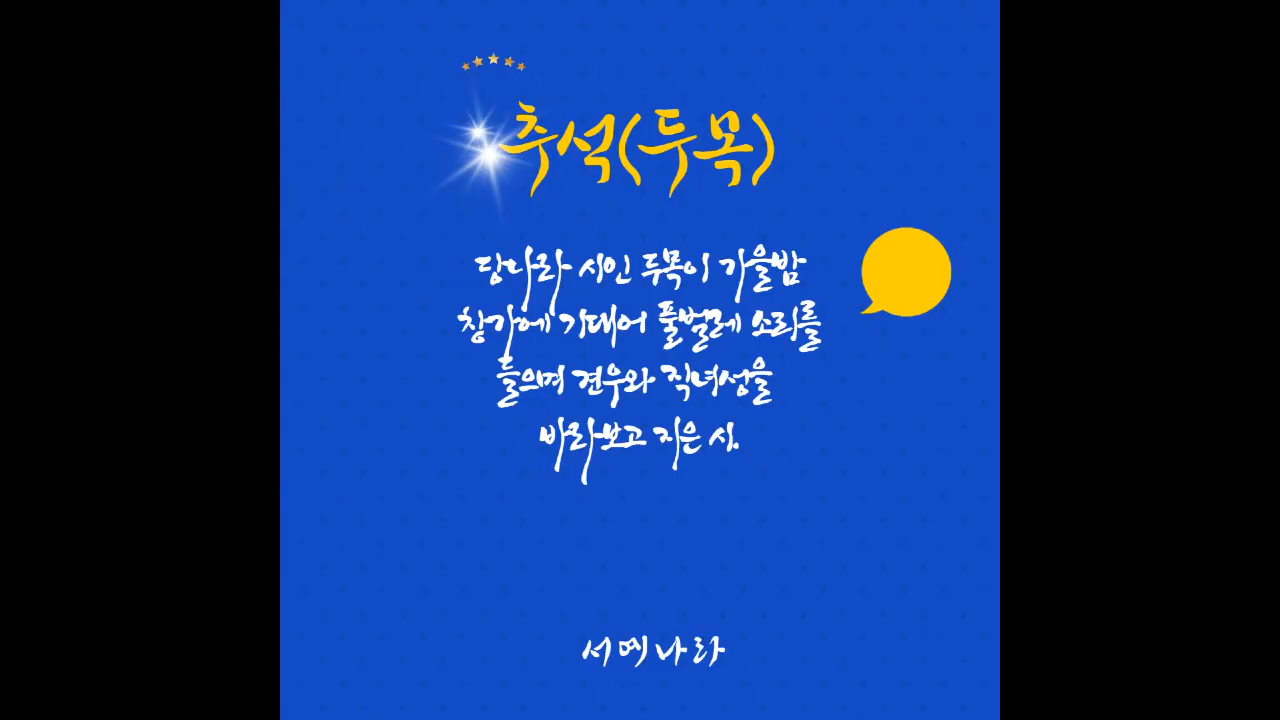 추석(두목)
당나라 시인 두목이 가을밤
창가에 기대어 풀벌레 소리를
들으며 견우와 직녀성을
바라보고 지은 시.
서예나라